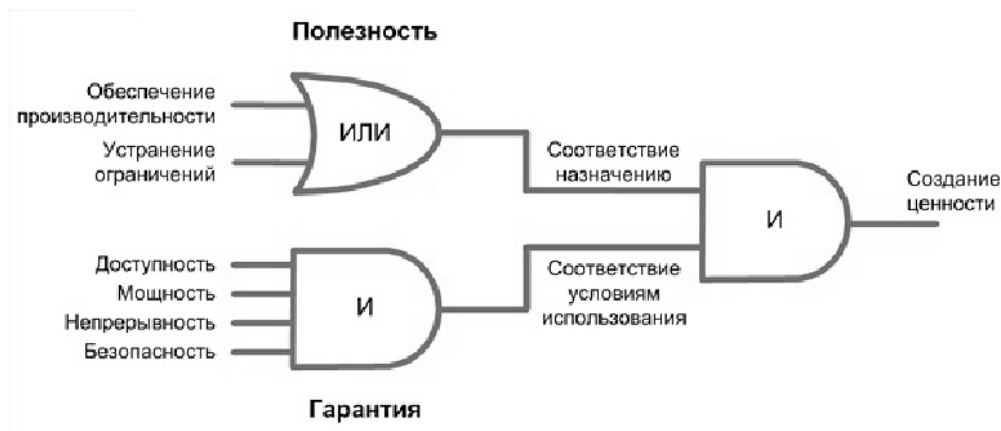 Полезность
Обеспечение
производительности
ИЛИ
Устранение
ограничений
Соответствие
назначению
И
Создание
ценности
Доступность
Мощность
Непрерывность
Безопасность
И
Соответствие
условиям
использования
Гарантия